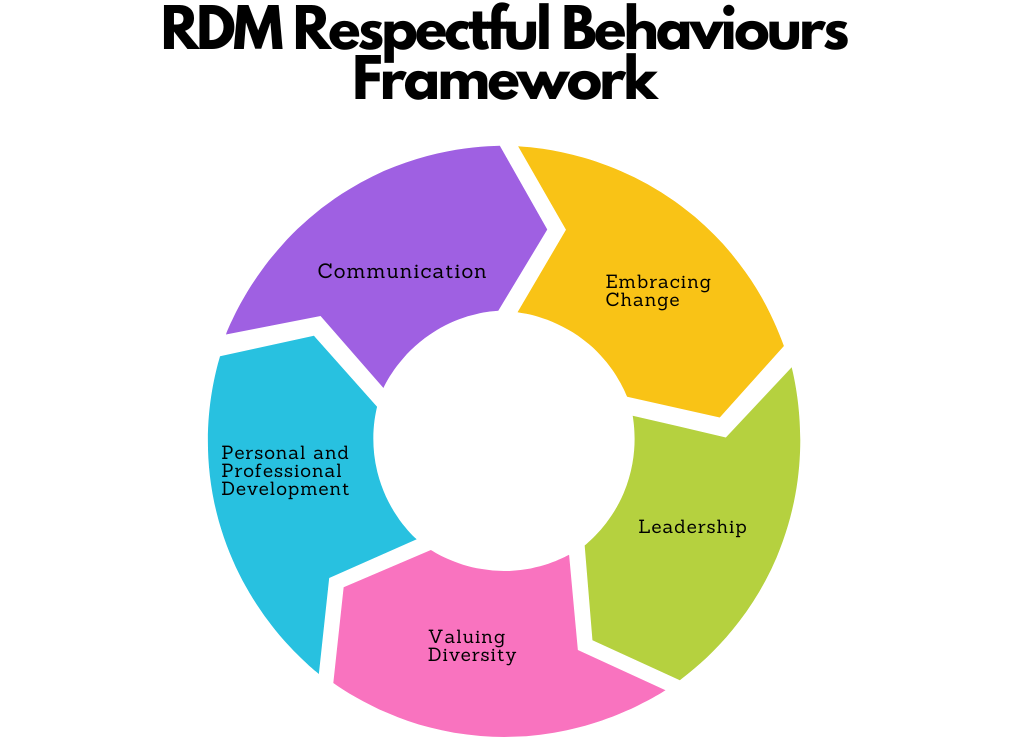 RDM Respectful Behaviours
Framework
Communication
Embracing
Change
Personal and
Professional
Development
Leadership
Valuing
Diversity